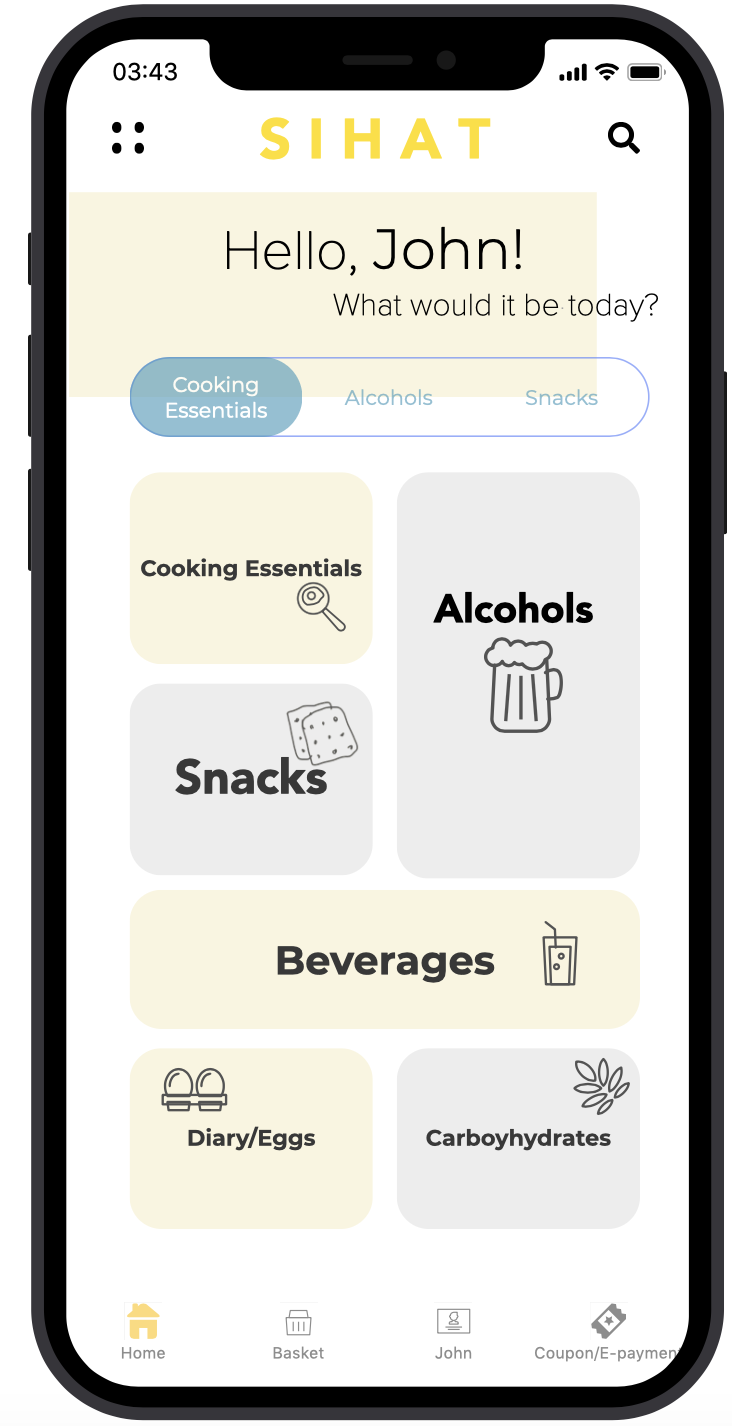 03:43
SIHAT
Hello, John!
What would it be today?
Cooking
Essentials
Alcohols
Snacks
Cooking Essentials
Alcohols
Snacks
Beverages
Diary/Eggs
Carboyhydrates
Home
Basket
John
Coupon/E-payment